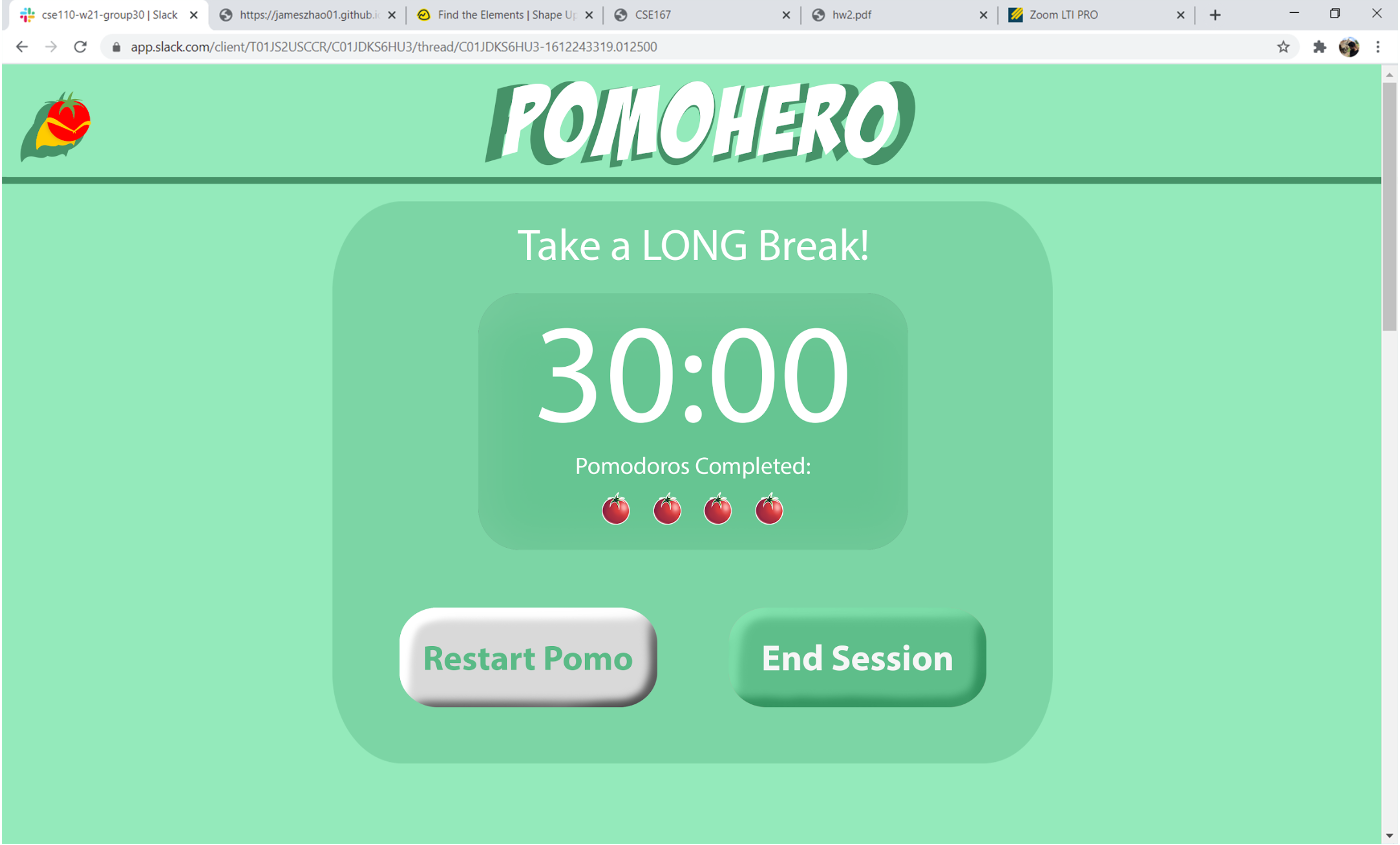 cse110-w21-group30 | Slack
https://jameszhao01.github.i
Find the Elements | Shape U
CSE167
hw2.pdf
Zoom LTI PRO
app.slack.com/client/T01JS2USCCR/C01JDKS6HU3/thread/C01JDKS6HU3-1612243319.012500
POMOHERO
Take a LONG Break!
30:00
Pomodoros Completed:
Restart Pomo
End Session